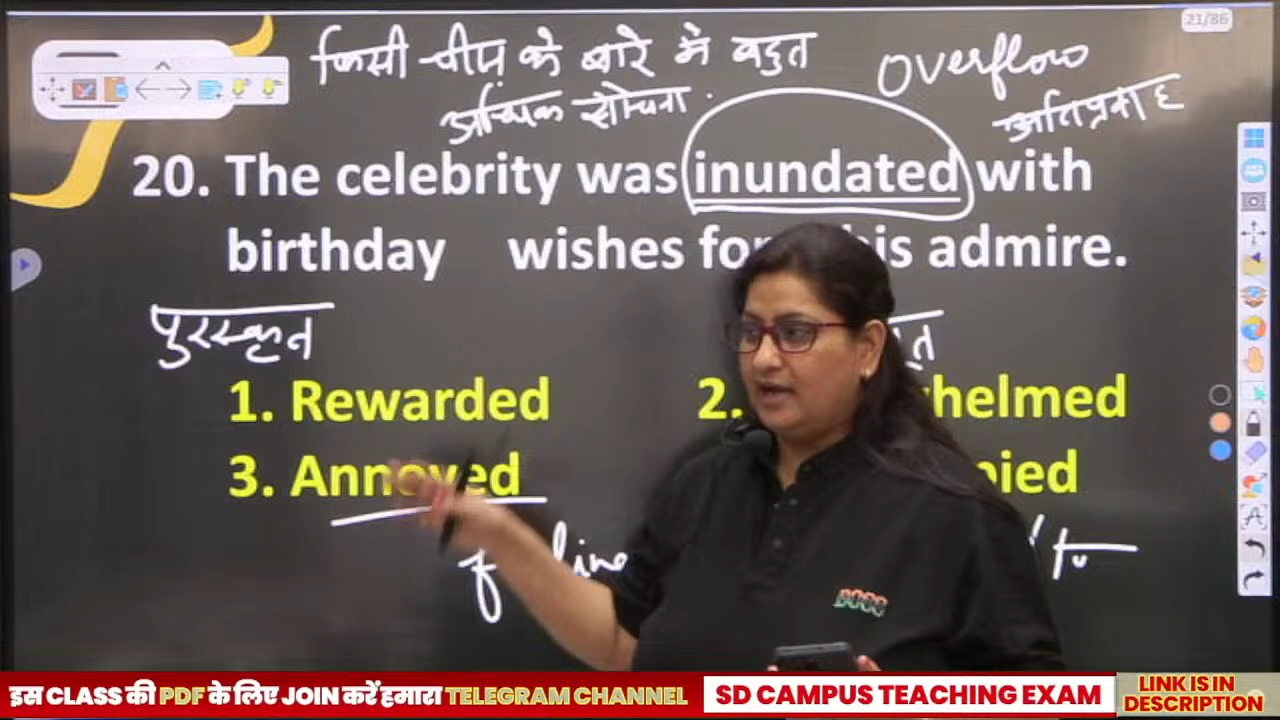 21/86
किसी चीज के बारे में बहुत
अधिक सोचना.
Overflow
अतिप्रवाह
20. The celebrity was inundated with
birthday wishes for his admire.
पुरस्कृत
1. Rewarded
2. helmed
3. Annoyed
pied
BCGC
इस CLASS की PDF के लिए JOIN करें हमारा TELEGRAM CHANNEL
SD CAMPUS TEACHING EXAM
LINK IS IN
DESCRIPTION